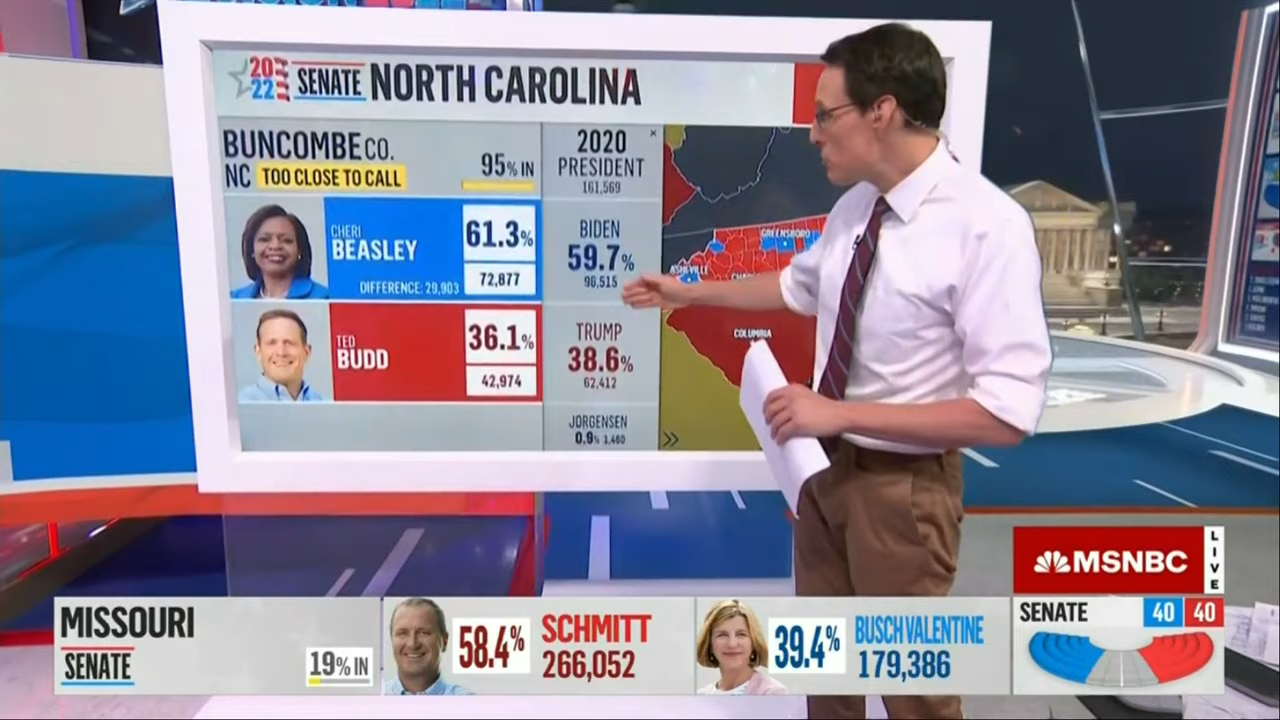 2022 SENATE NORTH CAROLINA
BUNCOMBE CO.
NC TOO CLOSE TO CALL
95% IN
CHERI
BEASLEY
61.3%
72,877
DIFFERENCE: 29,903
TED
BUDD
36.1%
42,974
2020
PRESIDENT
161,569
BIDEN
59.7%
96,515
TRUMP
38.6%
62,412
JORGENSEN
0.9% 1,460
GREENSBORO
ASHEVILLE
COLUMBIA
MSNBC
LIVE
MISSOURI
SENATE
19% IN
58.4%
SCHMITT
266,052
39.4%
BUSCH VALENTINE
179,386
SENATE 40 40